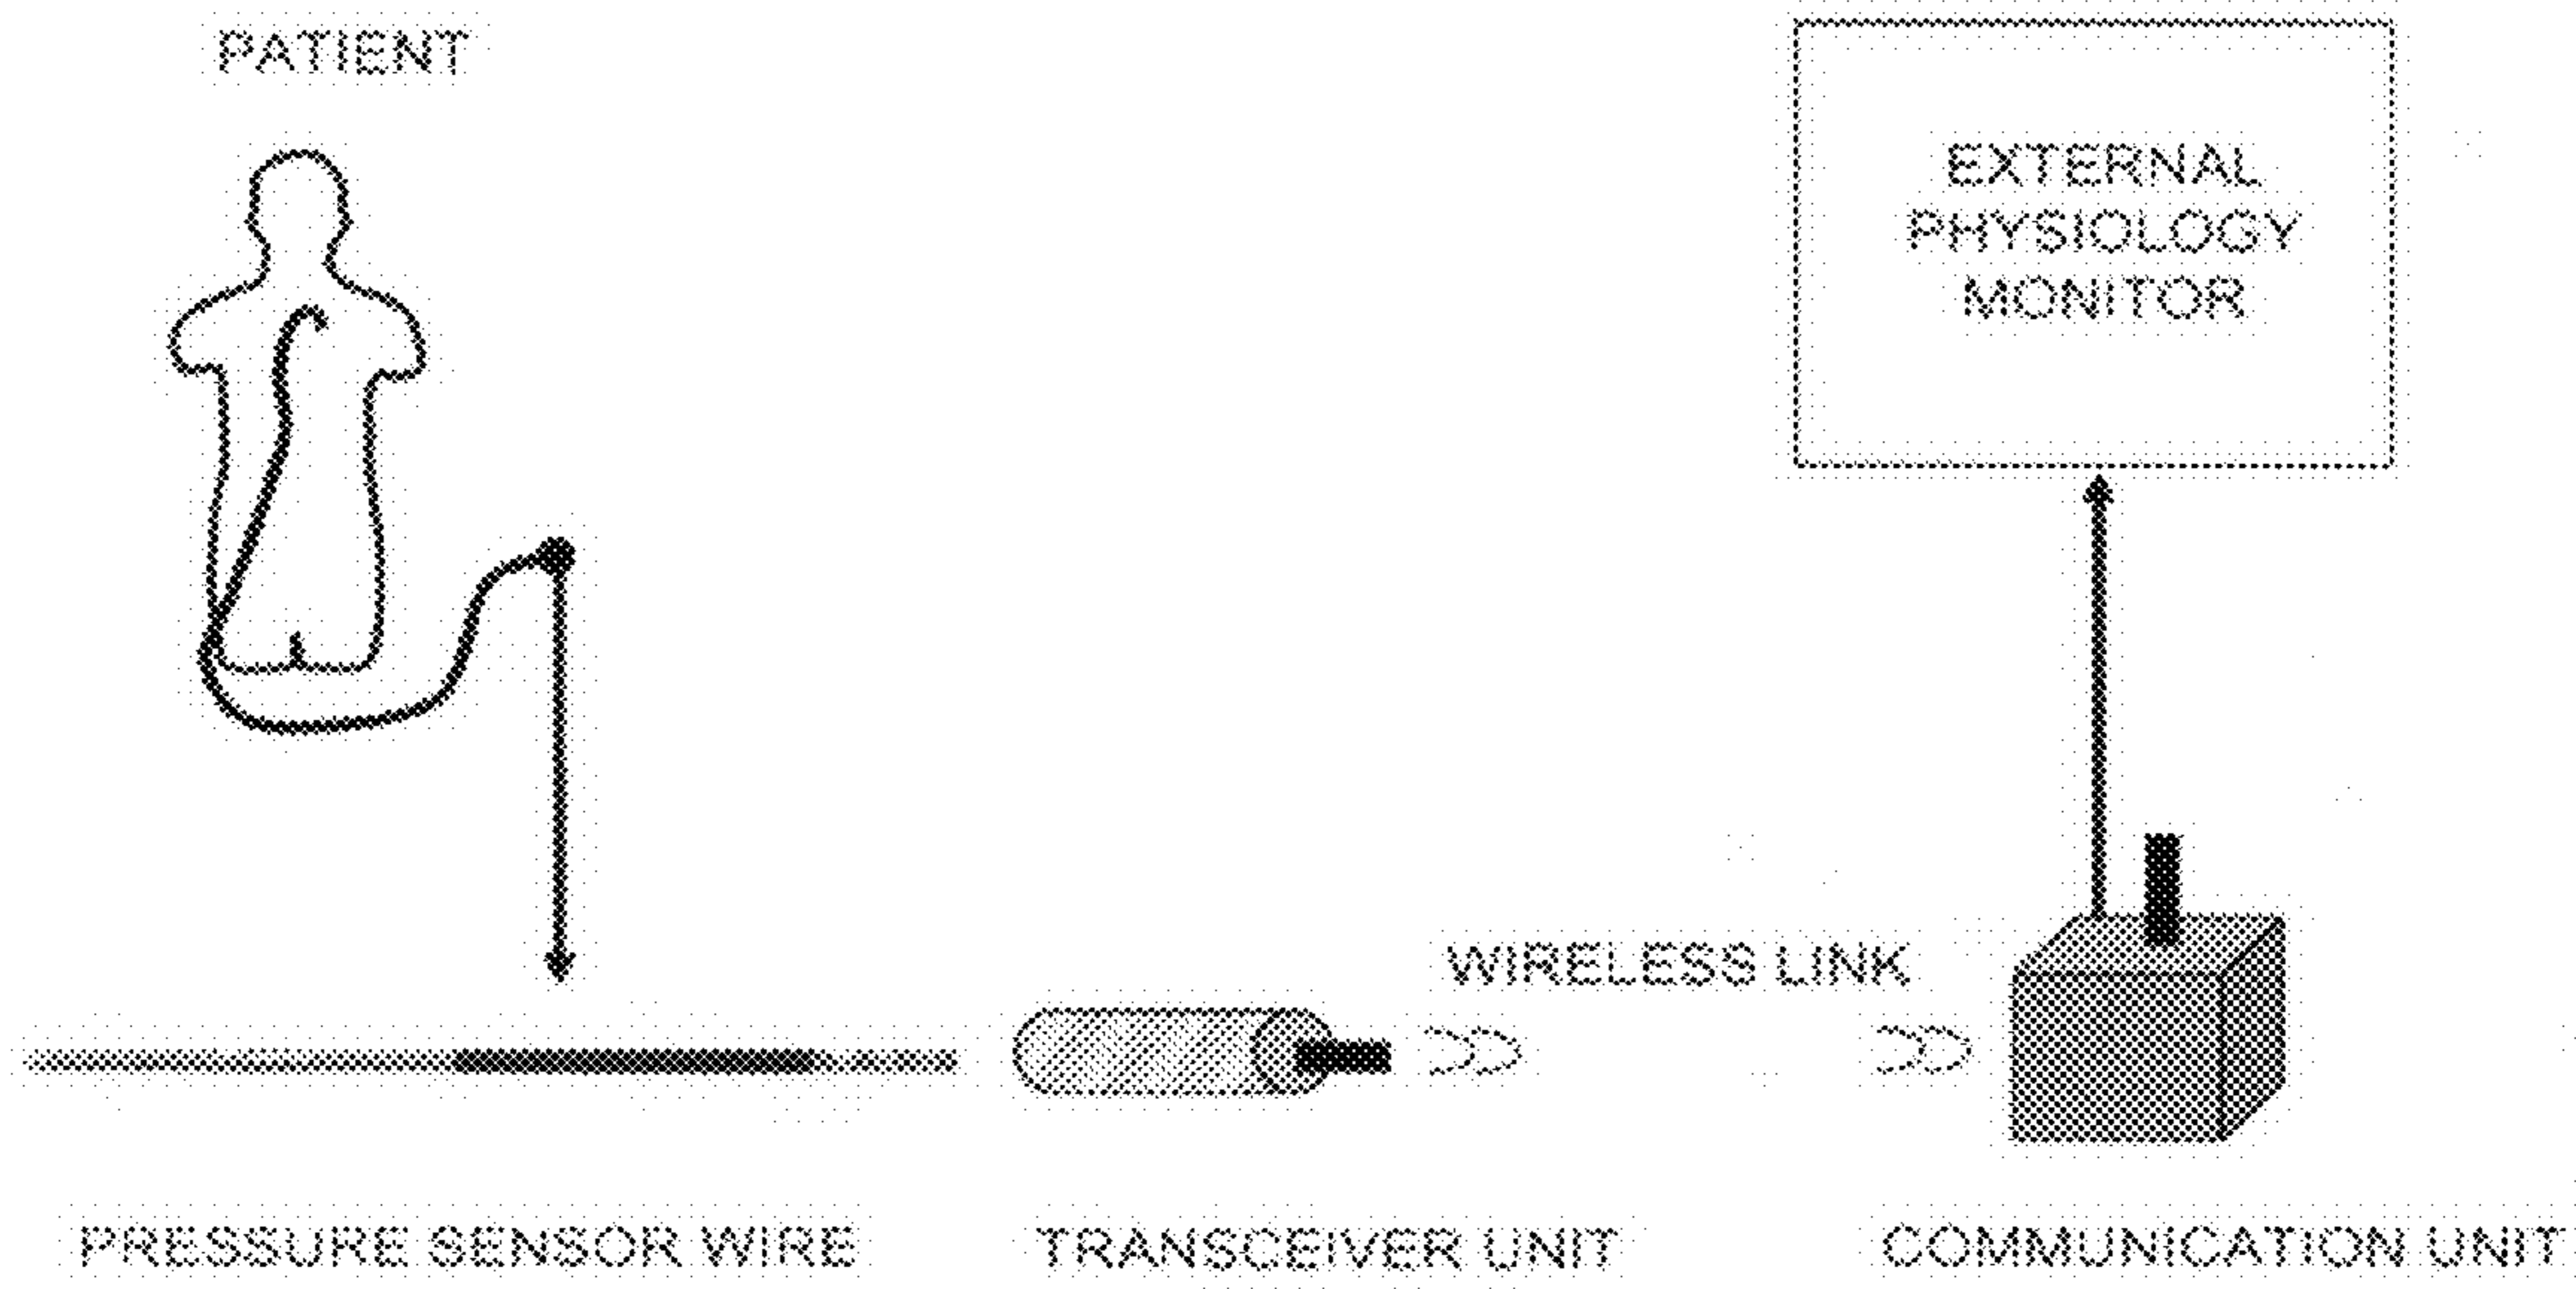 PATIENT
EXTERNAL
PHYSIOLOGY
MONITOR
WIRELESS LINK
PRESSURE SENSOR WIRE
TRANSCEIVER UNIT
COMMUNICATION UNIT